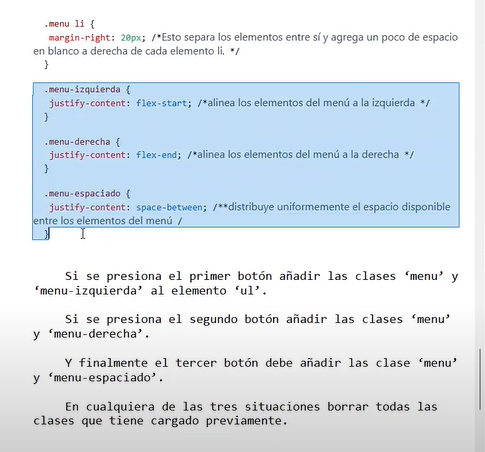 .menu li {
margin-right: 20px; /*Esto separa los elementos entre sí y agrega un poco de espacio
en blanco a derecha de cada elemento li. */
}
.menu-izquierda {
justify-content: flex-start; /*alinea los elementos del menú a la izquierda */
}
.menu-derecha {
justify-content: flex-end; /*alinea los elementos del menú a la derecha */
}
.menu-espaciado {
justify-content: space-between; /**distribuye uniformemente el espacio disponible
entre los elementos del menú /
}
Si se presiona el primer botón añadir las clases ‘menu’ y
‘menu-izquierda’ al elemento ‘ul’.
Si se presiona el segundo botón añadir las clases ‘menu’
y ‘menu-derecha’.
Y finalmente el tercer botón debe añadir las clase ‘menu’
y ‘menu-espaciado’.
En cualquiera de las tres situaciones borrar todas las
clases que tiene cargado previamente.